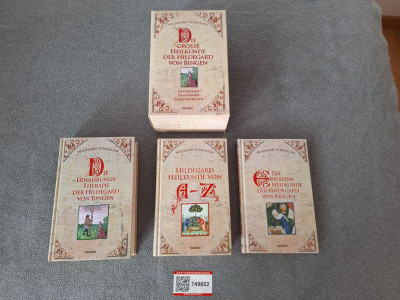 WIGHARD STREHLOW
DIE
GROSSE
HEILKUNDE
DER HILDEGARD
VON BINGEN
WIGHARD STREHLOW
DIE
ERNÄHRUNGS-
THERAPIE
DER HILDEGARD
VON BINGEN
WIGHARD STREHLOW
HILDEGARD
HEILKUNDE VON
A–Z
WIGHARD STREHLOW
DIE
EDELSTEIN-
HEILKUNDE
DER HILDEGARD
VON BINGEN
749802